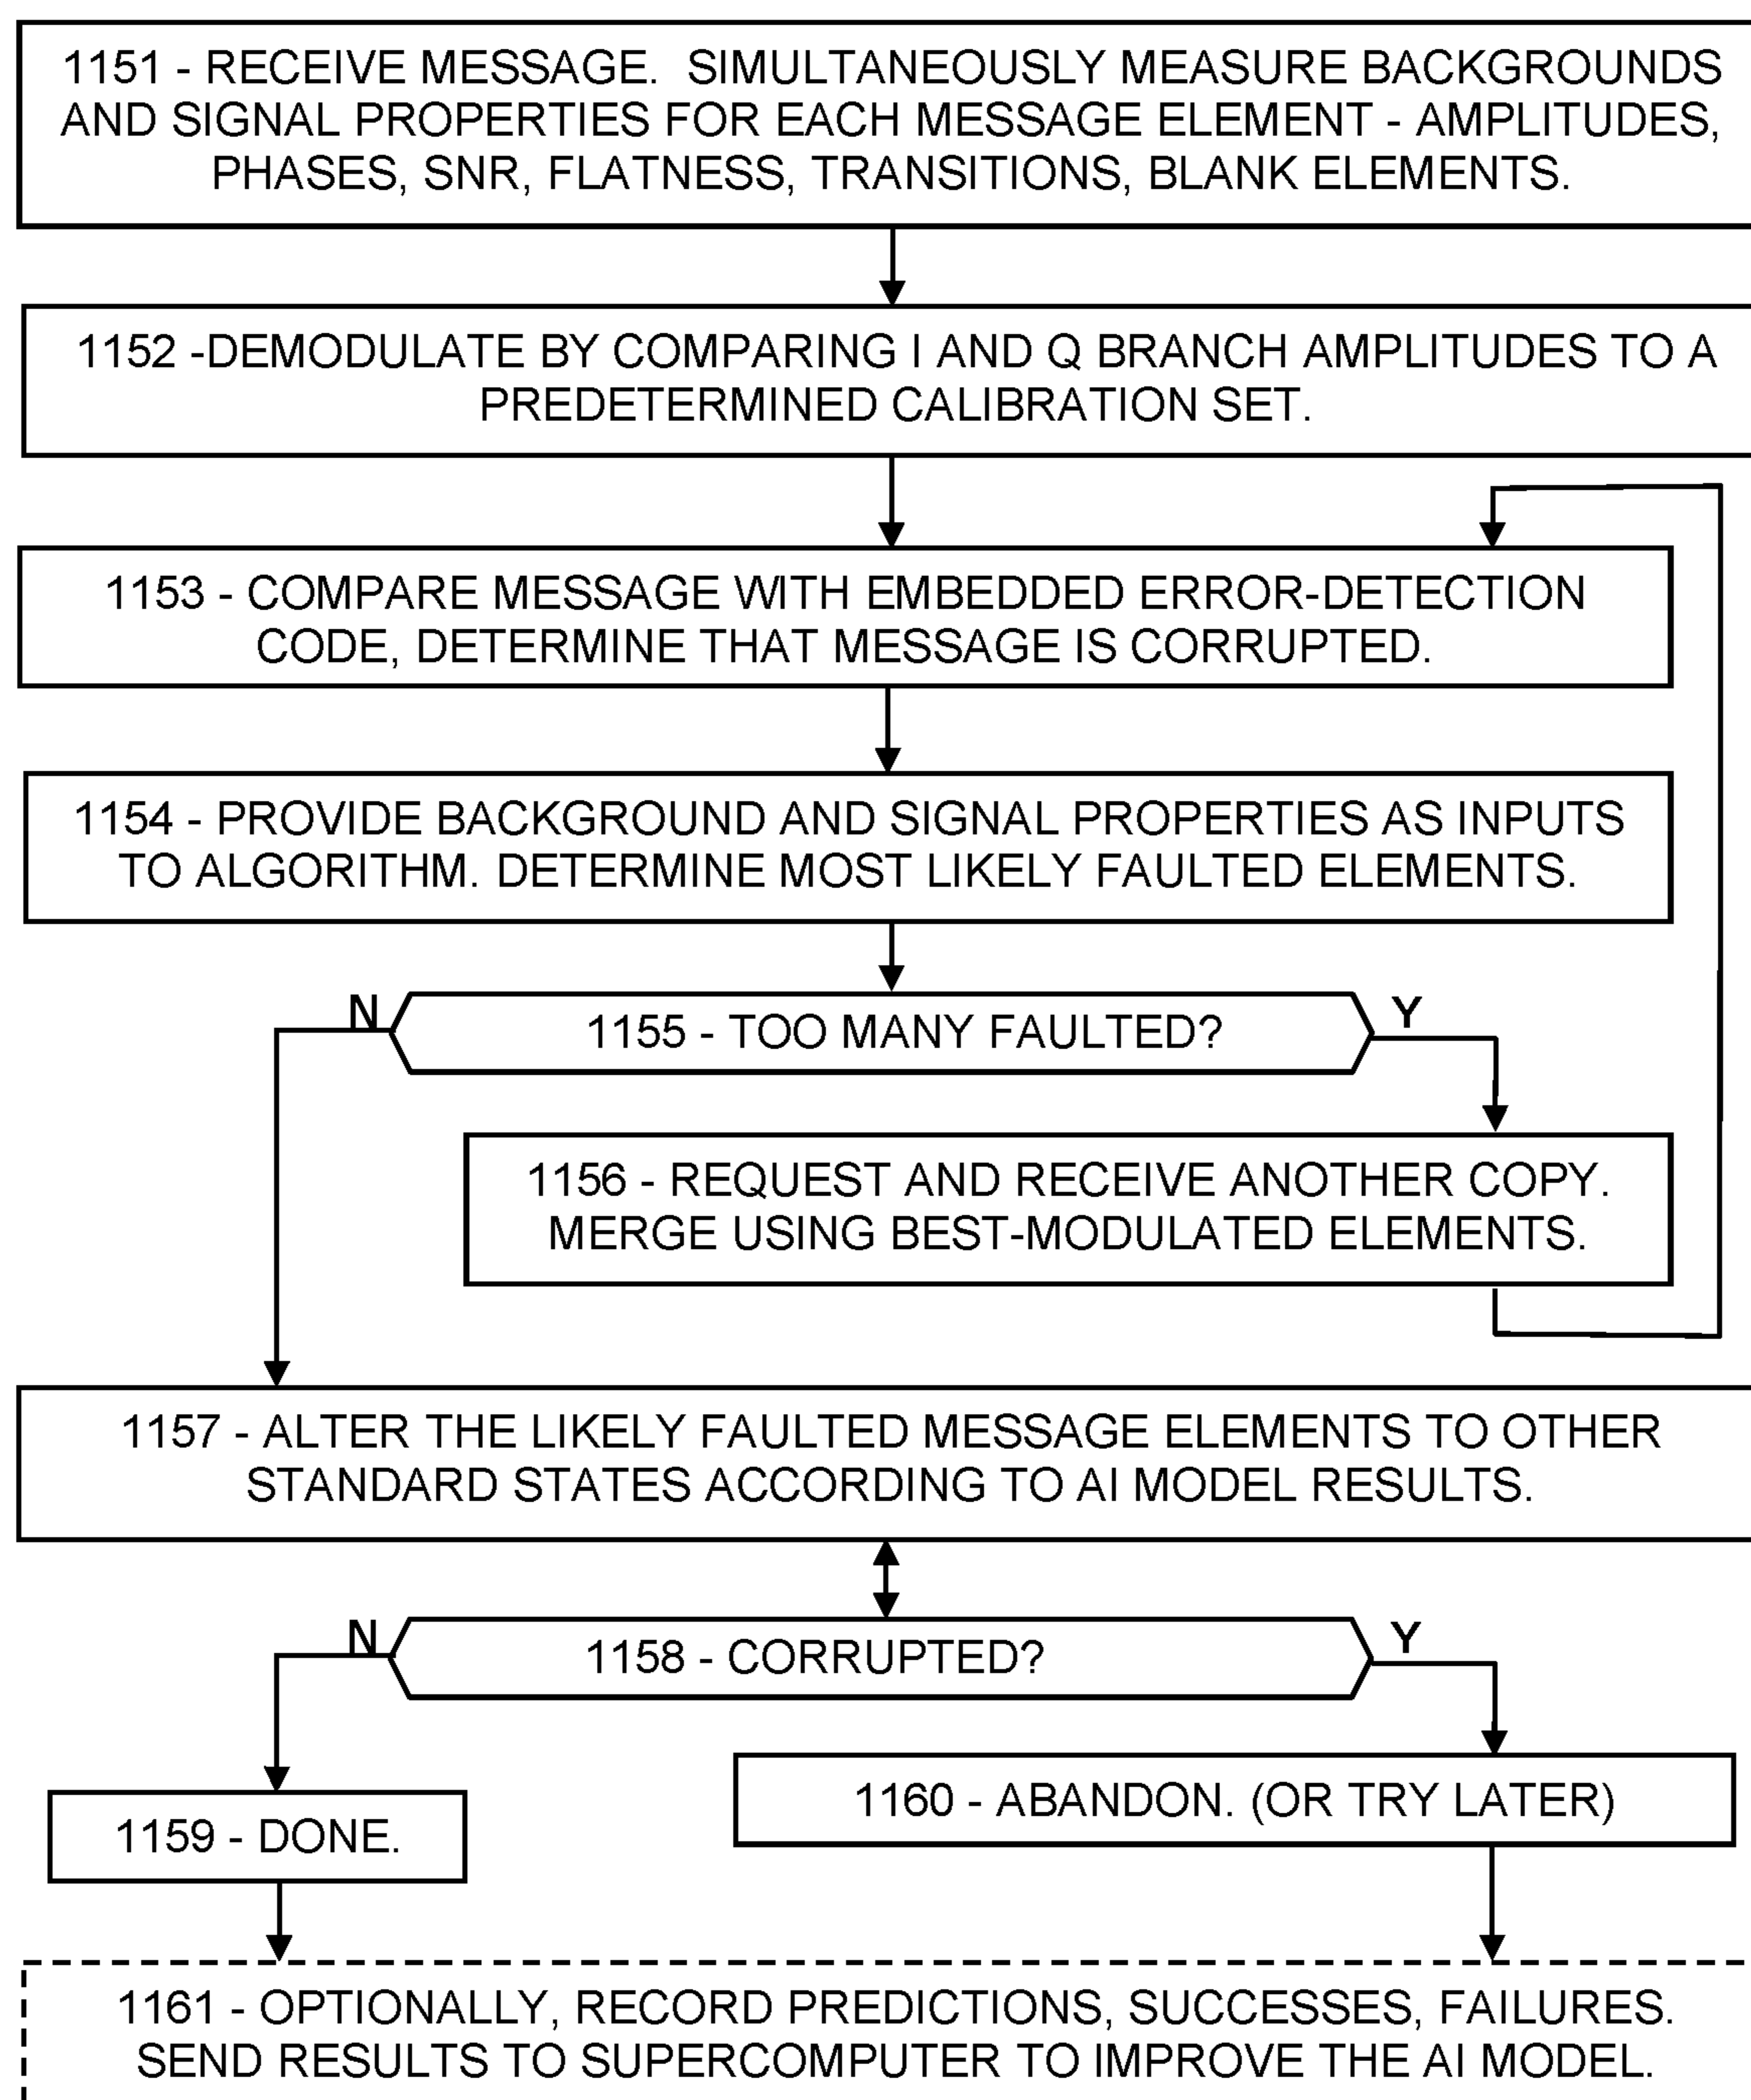 1151 - RECEIVE MESSAGE. SIMULTANEOUSLY MEASURE BACKGROUNDS
AND SIGNAL PROPERTIES FOR EACH MESSAGE ELEMENT - AMPLITUDES,
PHASES, SNR, FLATNESS, TRANSITIONS, BLANK ELEMENTS.
1152 -DEMODULATE BY COMPARING I AND Q BRANCH AMPLITUDES TO A
PREDETERMINED CALIBRATION SET.
1153 - COMPARE MESSAGE WITH EMBEDDED ERROR-DETECTION
CODE, DETERMINE THAT MESSAGE IS CORRUPTED.
1154 - PROVIDE BACKGROUND AND SIGNAL PROPERTIES AS INPUTS
TO ALGORITHM. DETERMINE MOST LIKELY FAULTED ELEMENTS.
N
1155 - TOO MANY FAULTED?
Y
1156 - REQUEST AND RECEIVE ANOTHER COPY.
MERGE USING BEST-MODULATED ELEMENTS.
1157 - ALTER THE LIKELY FAULTED MESSAGE ELEMENTS TO OTHER
STANDARD STATES ACCORDING TO AI MODEL RESULTS.
N
1158 - CORRUPTED?
Y
1160 - ABANDON. (OR TRY LATER)
1159 - DONE.
1161 - OPTIONALLY, RECORD PREDICTIONS, SUCCESSES, FAILURES.
SEND RESULTS TO SUPERCOMPUTER TO IMPROVE THE AI MODEL.